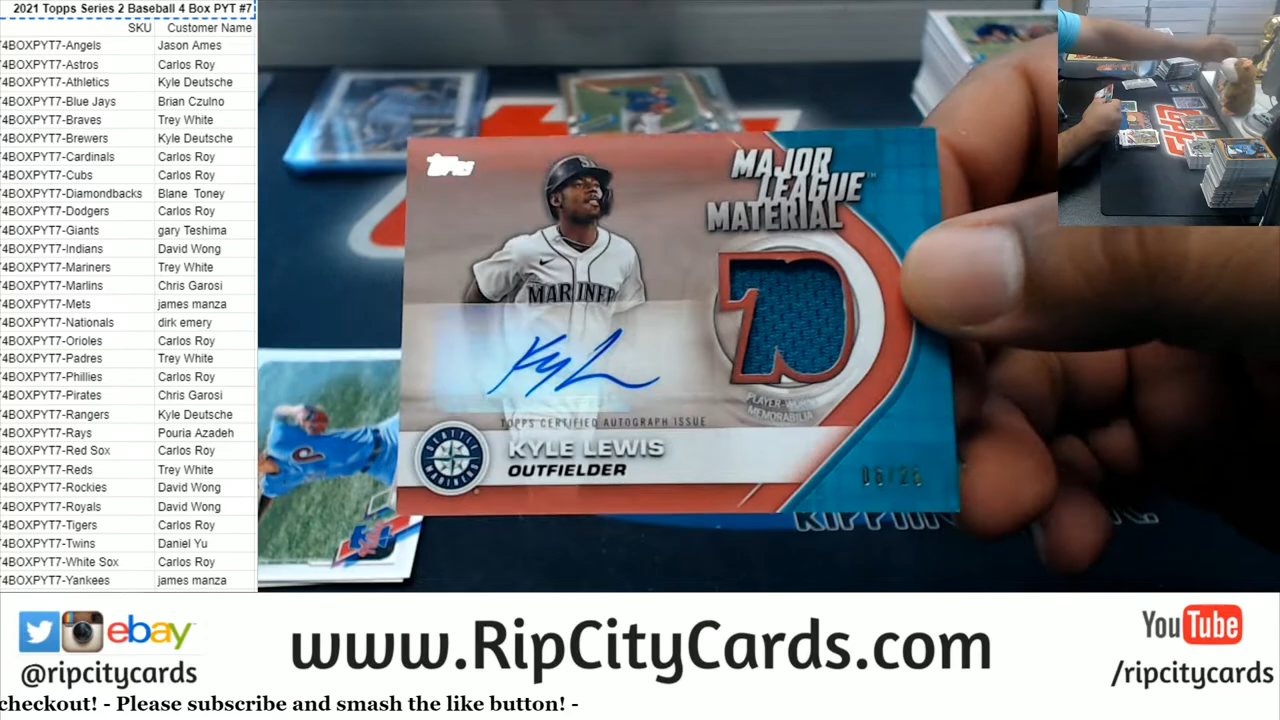 2021 Topps Series 2 Baseball 4 Box PYT #7
SKU Customer Name
4BOXPYT7-Angels Jason Ames
4BOXPYT7-Astros Carlos Roy
4BOXPYT7-Athletics Kyle Deutsche
4BOXPYT7-Blue Jays Brian Czulno
4BOXPYT7-Braves Trey White
4BOXPYT7-Brewers Kyle Deutsche
4BOXPYT7-Cardinals Carlos Roy
4BOXPYT7-Cubs Carlos Roy
4BOXPYT7-Diamondbacks Blane Toney
4BOXPYT7-Dodgers Carlos Roy
4BOXPYT7-Giants gary Teshima
4BOXPYT7-Indians David Wong
4BOXPYT7-Mariners Trey White
4BOXPYT7-Marlins Chris Garosi
4BOXPYT7-Mets james manza
4BOXPYT7-Nationals dirk emery
4BOXPYT7-Orioles Carlos Roy
4BOXPYT7-Padres Trey White
4BOXPYT7-Phillies Carlos Roy
4BOXPYT7-Pirates Chris Garosi
4BOXPYT7-Rangers Kyle Deutsche
4BOXPYT7-Rays Pouria Azadeh
4BOXPYT7-Red Sox Carlos Roy
4BOXPYT7-Reds Trey White
4BOXPYT7-Rockies David Wong
4BOXPYT7-Royals David Wong
4BOXPYT7-Tigers Carlos Roy
4BOXPYT7-Twins Daniel Yu
4BOXPYT7-White Sox Carlos Roy
4BOXPYT7-Yankees james manza
Topps
MAJOR
LEAGUE™
MATERIAL
MARINER
PLAYER-WORN
MEMORABILIA
TOPPS CERTIFIED AUTOGRAPH ISSUE
KYLE LEWIS
OUTFIELDER
SEATTLE
MARINERS
ebay
@ripcitycards
www.RipCityCards.com
YouTube
/ripcitycards
checkout! - Please subscribe and smash the like button! -